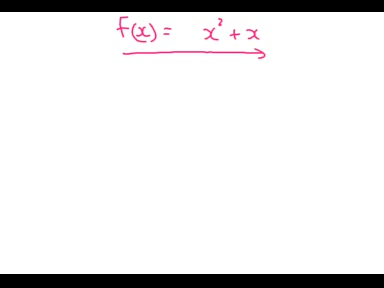 f(x) = x² + x